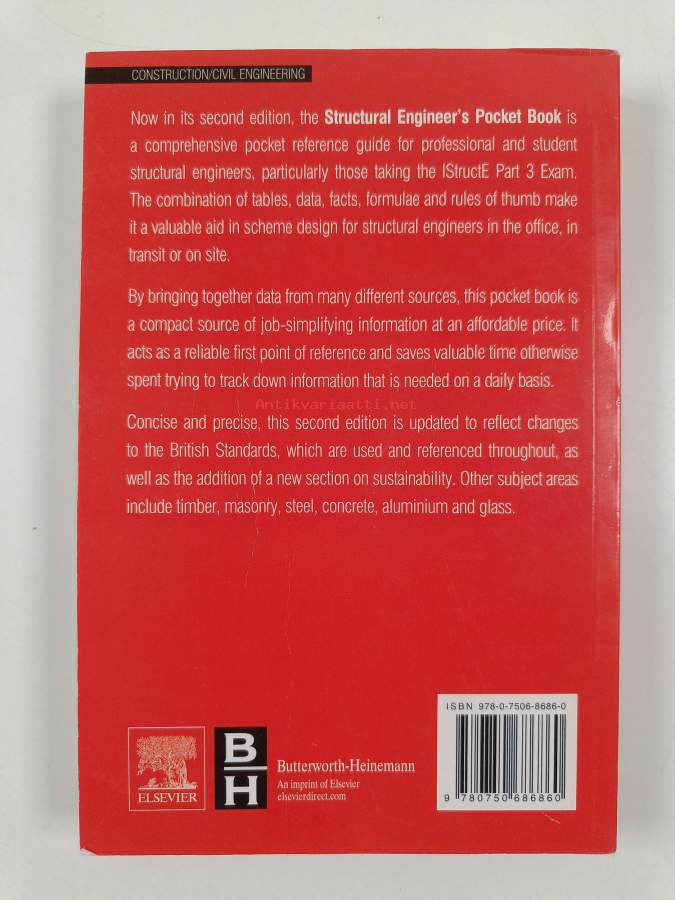 CONSTRUCTION/CIVIL ENGINEERING
Now in its second edition, the Structural Engineer's Pocket Book is
a comprehensive pocket reference guide for professional and student
structural engineers, particularly those taking the IStructE Part 3 Exam.
The combination of tables, data, facts, formulae and rules of thumb make
it a valuable aid in scheme design for structural engineers in the office, in
transit or on site.
By bringing together data from many different sources, this pocket book is
a compact source of job-simplifying information at an affordable price. It
acts as a reliable first point of reference and saves valuable time otherwise
spent trying to track down information that is needed on a daily basis.
Antikvariaatti.net
Concise and precise, this second edition is updated to reflect changes
to the British Standards, which are used and referenced throughout, as
well as the addition of a new section on sustainability. Other subject areas
include timber, masonry, steel, concrete, aluminium and glass.
ISBN 978-0-7506-8686-0
9 780750 686860
ELSEVIER
B
H
Butterworth-Heinemann
An imprint of Elsevier
elsevierdirect.com